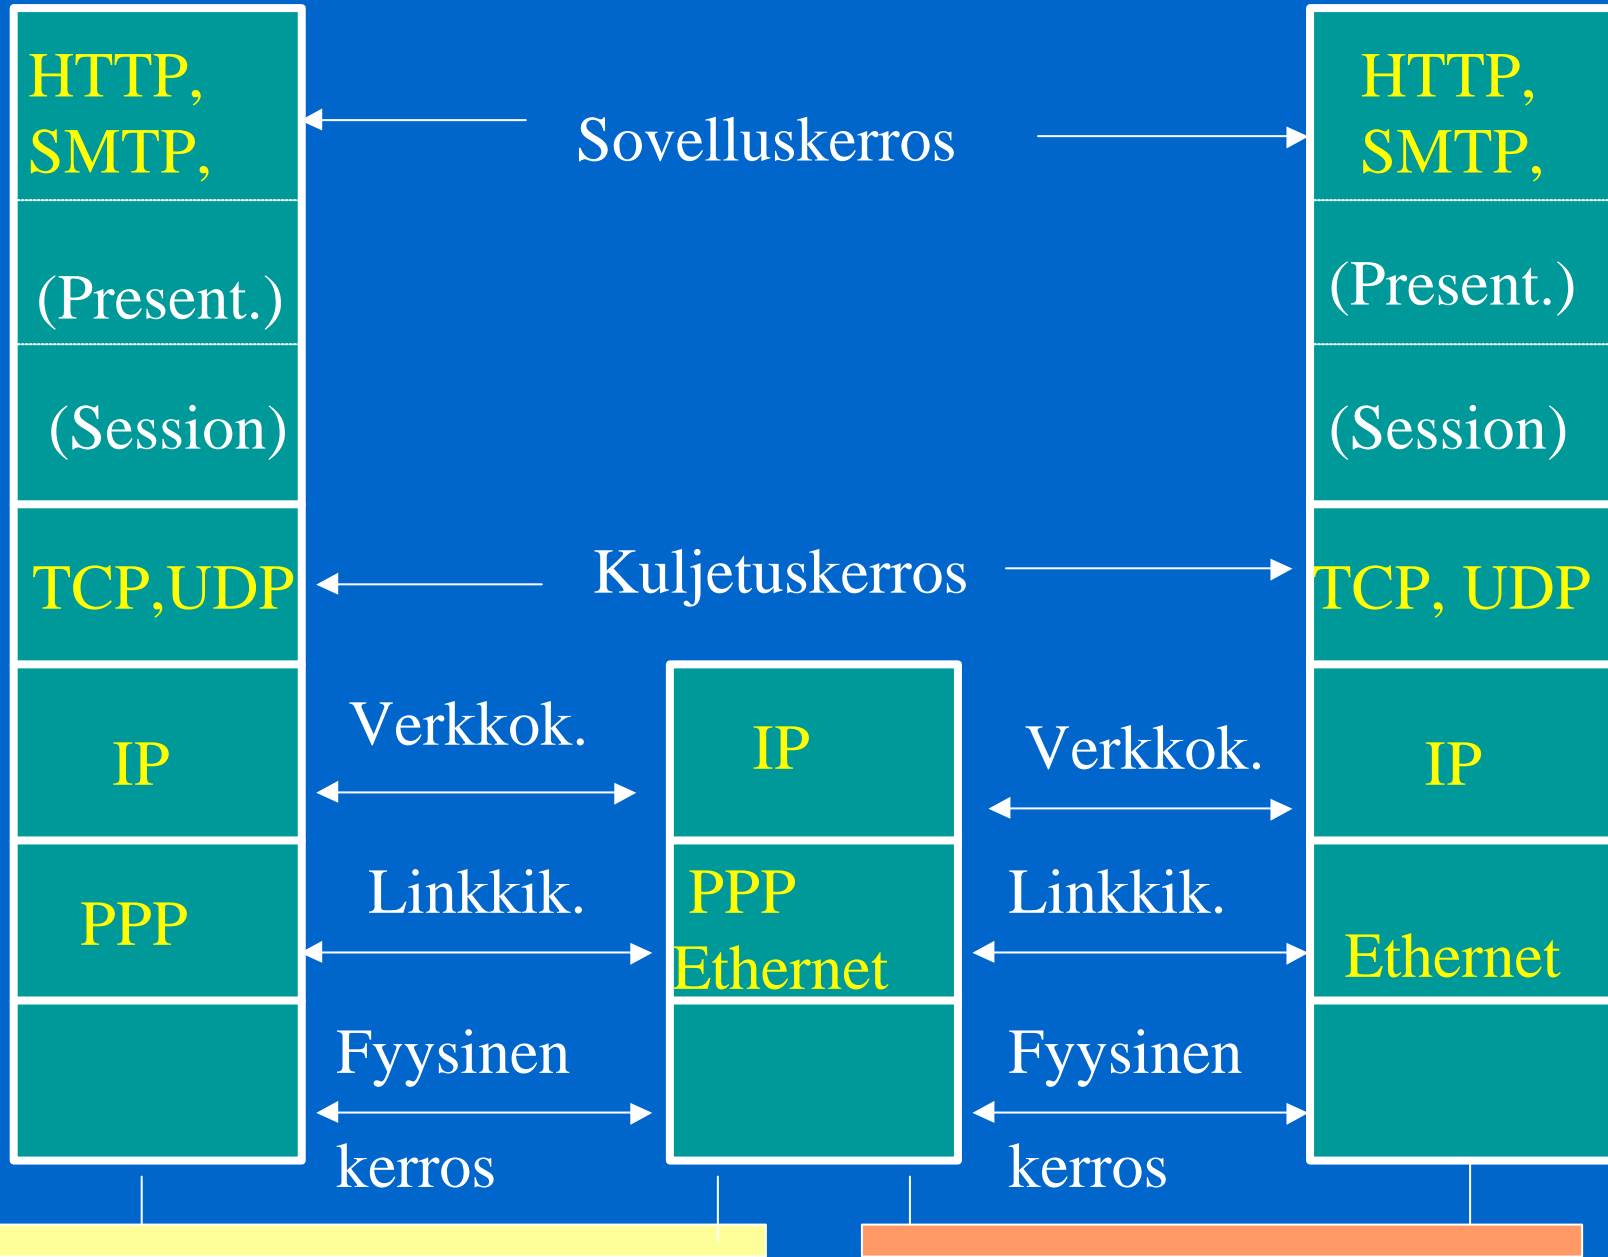 HTTP,
SMTP,
(Present.)
(Session)
TCP,UDP
IP
PPP
Sovelluskerros
Kuljetuskerros
Verkkok.
Linkkik.
Fyysinen
kerros
IP
PPP
Ethernet
Verkkok.
Linkkik.
Fyysinen
kerros
HTTP,
SMTP,
(Present.)
(Session)
TCP, UDP
IP
Ethernet